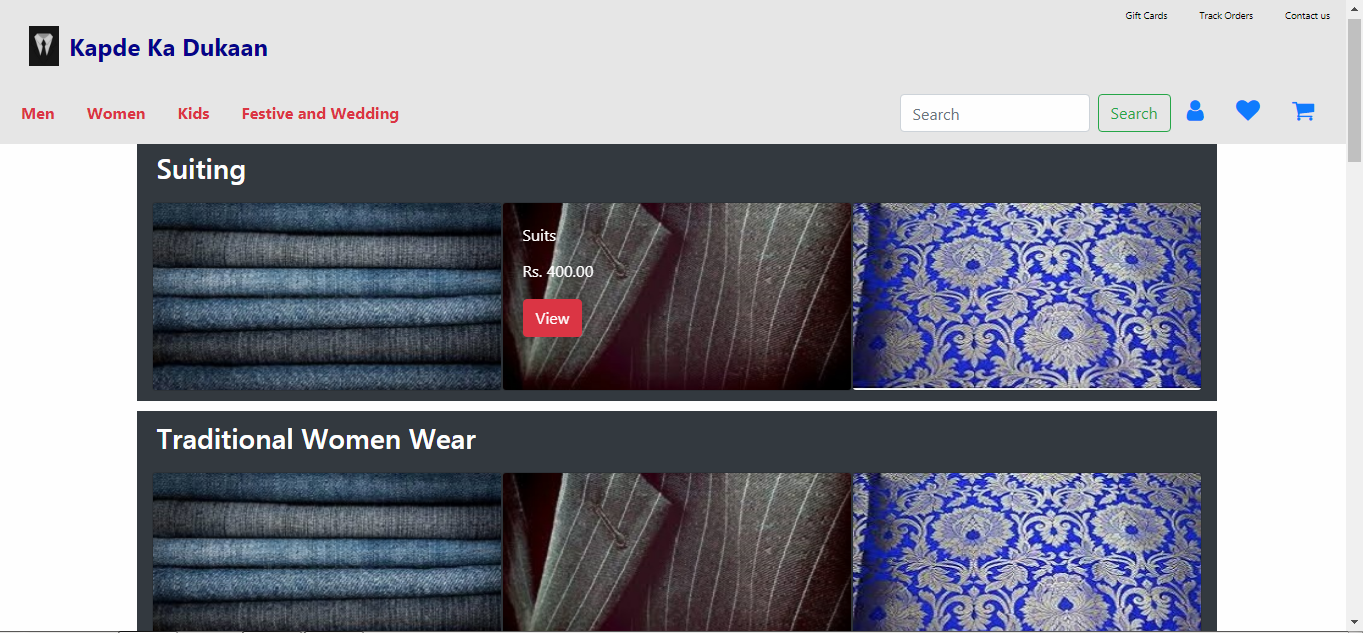 Gift Cards Track Orders Contact us
Kapde Ka Dukaan
Men Women Kids Festive and Wedding Search Search
Suiting
Suits
Rs. 400.00
View
Traditional Women Wear